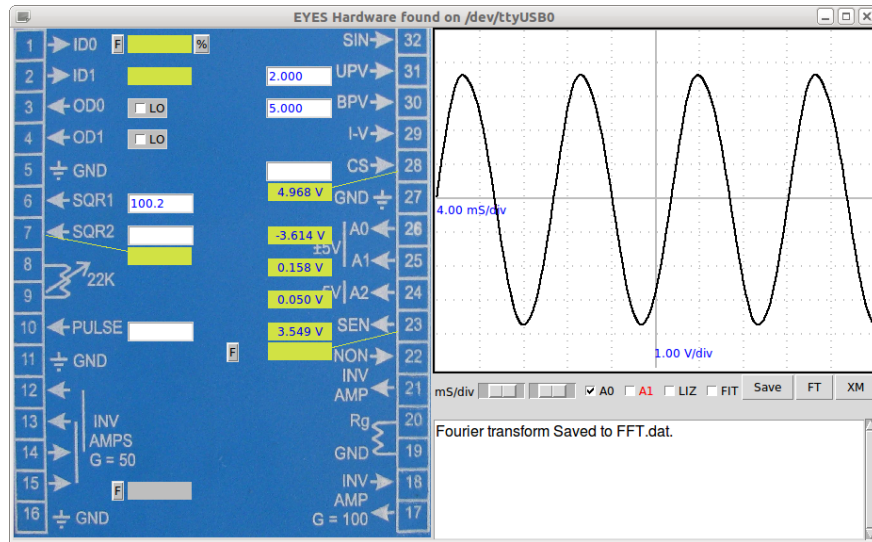 EYES Hardware found on /dev/ttyUSB0
1 ID0 F %
2 ID1
3 OD0 LO
4 OD1 LO
5 GND
6 SQR1 100.2
7 SQR2
8
22K
9
10 PULSE
11 GND
F
12
13 INV
AMPS
14
G = 50
15
F
16 GND
SIN 32
2.000 UPV 31
5.000 BPV 30
I-V 29
CS 28
4.968 V GND 27
-3.614 V A0 26
±5V
0.158 V A1 25
0.050 V 5V A2 24
3.549 V SEN 23
NON 22
INV
AMP 21
Rg 20
GND 19
INV 18
AMP
G = 100 17
4.00 mS/div
1.00 V/div
mS/div A0 A1 LIZ FIT Save FT XM
Fourier transform Saved to FFT.dat.